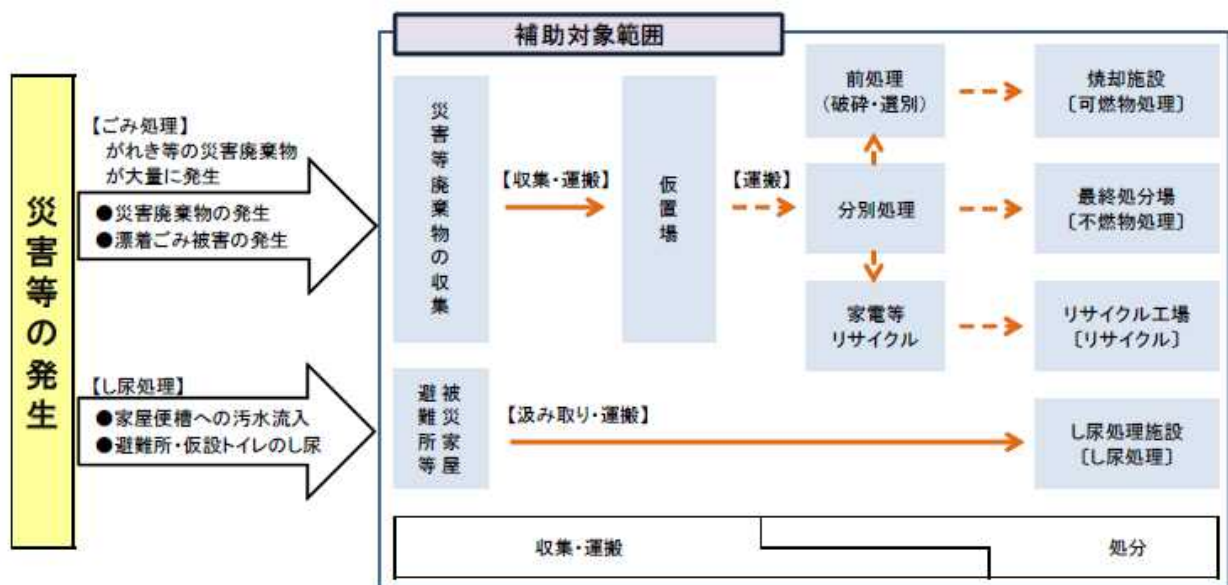 補助対象範囲
災害等の発生
【ごみ処理】
がれき等の災害廃棄物
が大量に発生
●災害廃棄物の発生
●漂着ごみ被害の発生
災害等廃棄物の収集
【収集・運搬】
仮置場
【運搬】
前処理
(破砕・選別)
分別処理
家電等
リサイクル
焼却施設
〔可燃物処理〕
最終処分場
〔不燃物処理〕
リサイクル工場
〔リサイクル〕
【し尿処理】
●家屋便槽への汚水流入
●避難所・仮設トイレのし尿
被災家屋
避難所等
【汲み取り・運搬】
し尿処理施設
〔し尿処理〕
収集・運搬
処分